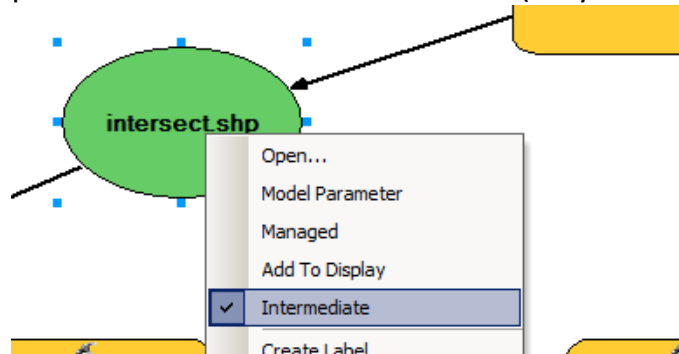 intersect.shp
Open...
Model Parameter
Managed
Add To Display
Intermediate
Create Label